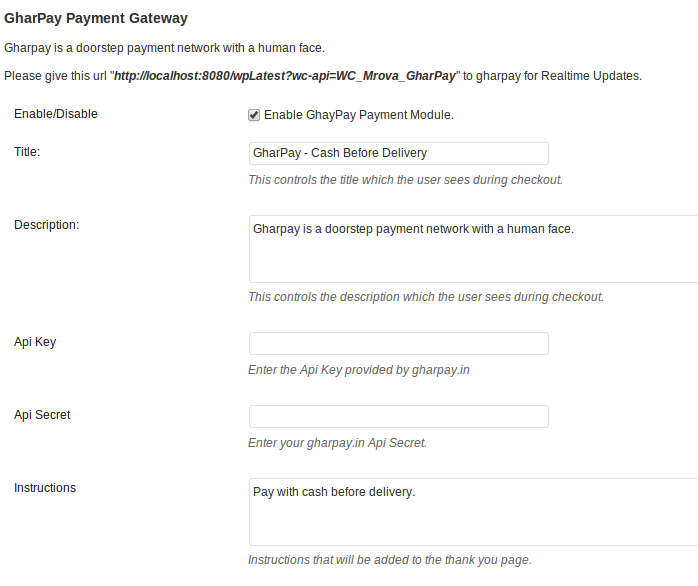 GharPay Payment Gateway
Gharpay is a doorstep payment network with a human face.
Please give this url "http://localhost:8080/wpLatest?wc-api=WC_Mrova_GharPay" to gharpay for Realtime Updates.
Enable/Disable
Enable GhayPay Payment Module.
Title:
GharPay - Cash Before Delivery
This controls the title which the user sees during checkout.
Description:
Gharpay is a doorstep payment network with a human face.
This controls the description which the user sees during checkout.
Api Key
Enter the Api Key provided by gharpay.in
Api Secret
Enter your gharpay.in Api Secret.
Instructions
Pay with cash before delivery.
Instructions that will be added to the thank you page.